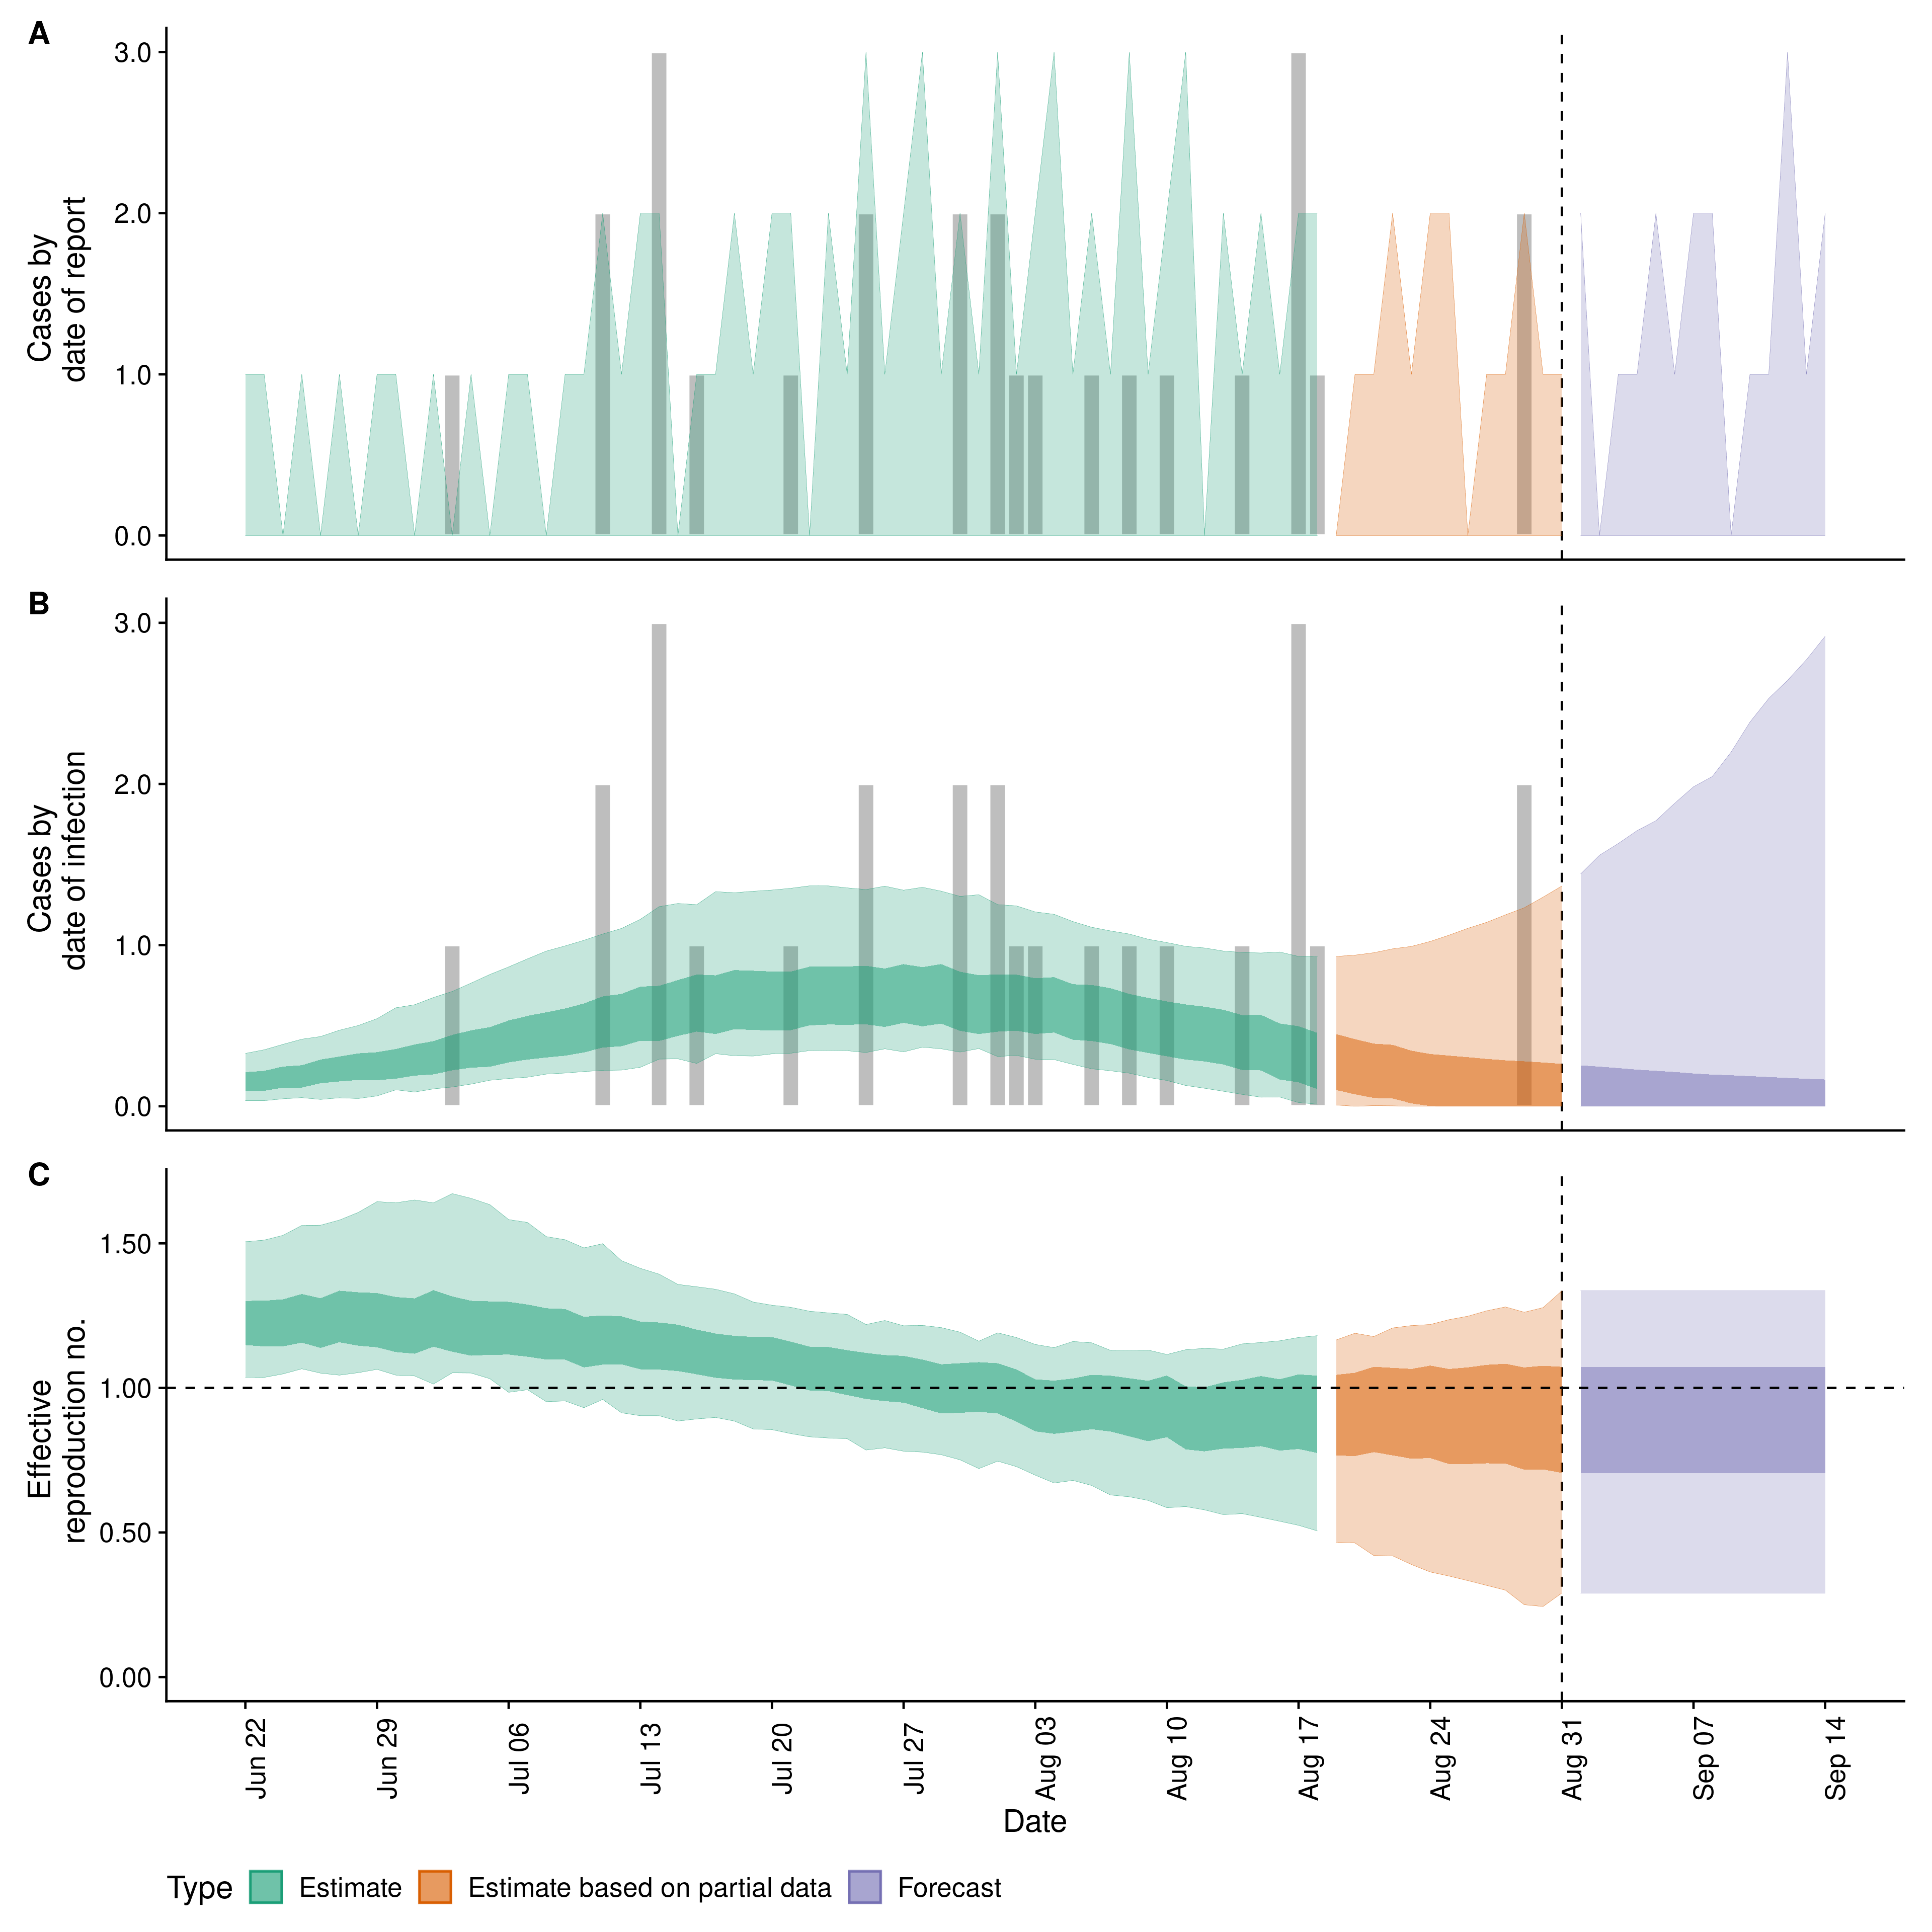 A
3.0
2.0
1.0
0.0
Cases by
date of report
B
3.0
2.0
1.0
0.0
Cases by
date of infection
C
1.50
1.00
0.50
0.00
Effective
reproduction no.
Jun 22
Jun 29
Jul 06
Jul 13
Jul 20
Jul 27
Aug 03
Aug 10
Aug 17
Aug 24
Aug 31
Sep 07
Sep 14
Date
Type Estimate Estimate based on partial data Forecast